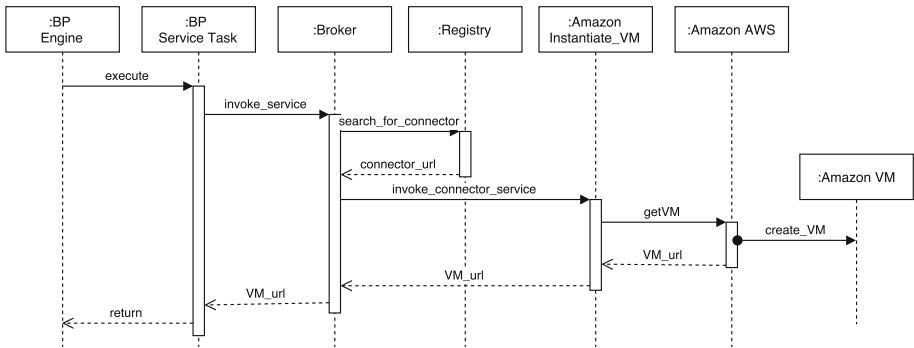 :BP
Engine
:BP
Service Task
:Broker
:Registry
:Amazon
Instantiate_VM
:Amazon AWS
execute
invoke_service
search_for_connector
connector_url
:Amazon VM
invoke_connector_service
getVM
create_VM
VM_url
VM_url
VM_url
return